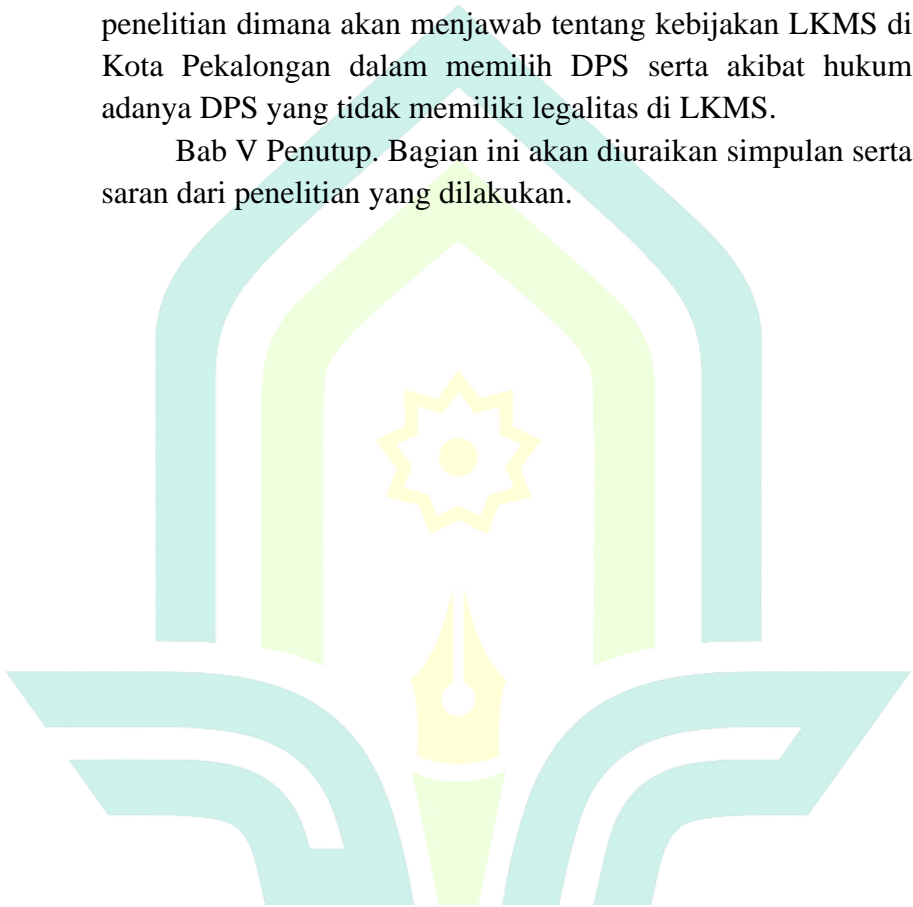 penelitian dimana akan menjawab tentang kebijakan LKMS di
Kota Pekalongan dalam memilih DPS serta akibat hukum
adanya DPS yang tidak memiliki legalitas di LKMS.
Bab V Penutup. Bagian ini akan diuraikan simpulan serta
saran dari penelitian yang dilakukan.